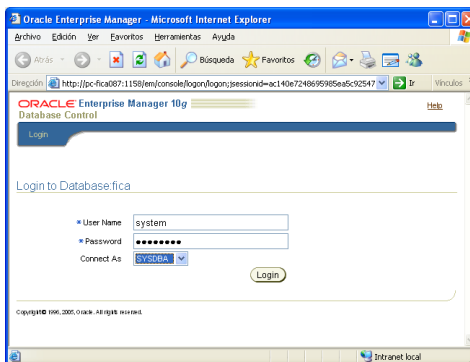 Oracle Enterprise Manager - Microsoft Internet Explorer
Archivo Edición Ver Favoritos Herramientas Ayuda
Atrás Búsqueda Favoritos
Dirección http://pc-fica087:1158/em/console/logon/logon;jsessionid=ac140e7248695985ea5c92547 Ir Vínculos
ORACLE Enterprise Manager 10g
Database Control
Help
Login
Login to Database:fica
* User Name system
* Password ••••••••
Connect As SYSDBA
Login
Copyright © 1996, 2005, Oracle. All rights reserved.
Intranet local